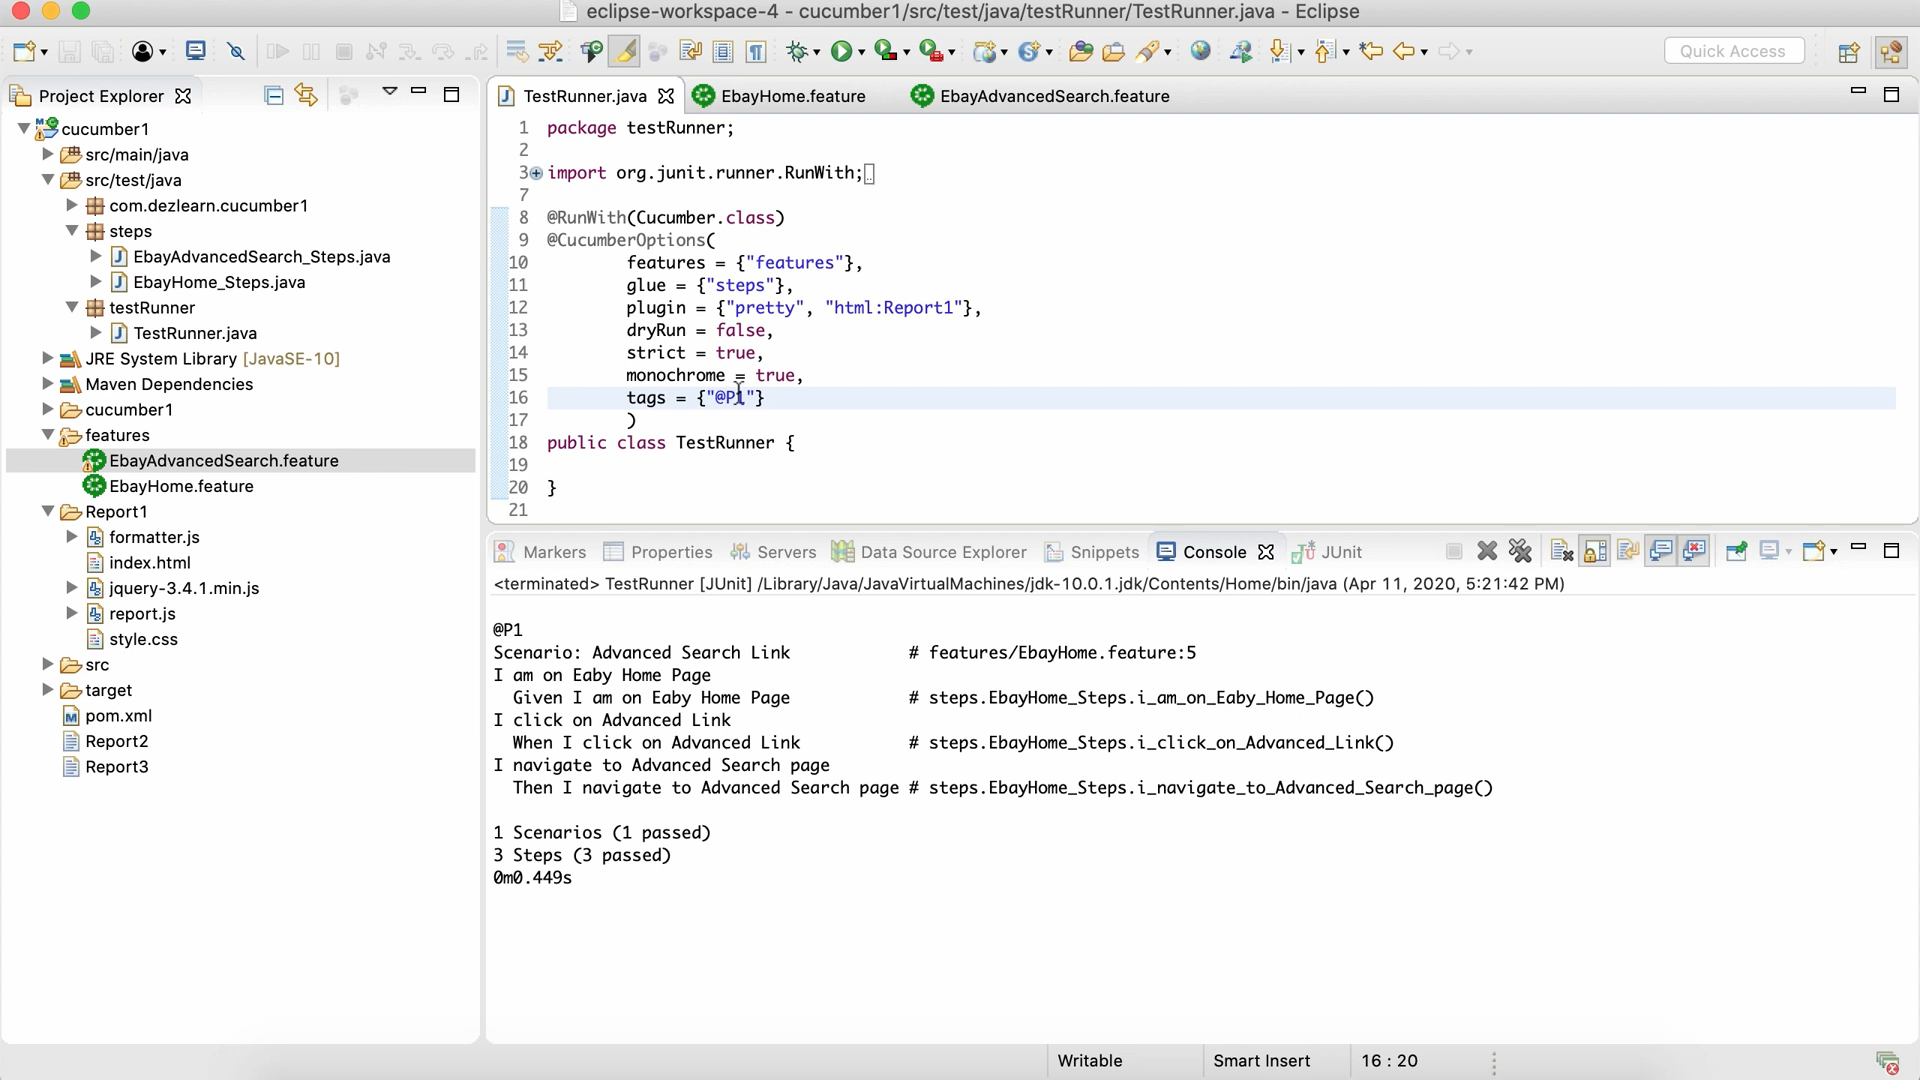 eclipse-workspace-4 - cucumber1/src/test/java/testRunner/TestRunner.java - Eclipse
Quick Access
Project Explorer
cucumber1
src/main/java
src/test/java
com.dezlearn.cucumber1
steps
EbayAdvancedSearch_Steps.java
EbayHome_Steps.java
testRunner
TestRunner.java
JRE System Library [JavaSE-10]
Maven Dependencies
cucumber1
features
EbayAdvancedSearch.feature
EbayHome.feature
Report1
formatter.js
index.html
jquery-3.4.1.min.js
report.js
style.css
src
target
pom.xml
Report2
Report3
TestRunner.java EbayHome.feature EbayAdvancedSearch.feature
1 package testRunner;
2
3 import org.junit.runner.RunWith;
7
8 @RunWith(Cucumber.class)
9 @CucumberOptions(
10 features = {"features"},
11 glue = {"steps"},
12 plugin = {"pretty", "html:Report1"},
13 dryRun = false,
14 strict = true,
15 monochrome = true,
16 tags = {"@P1"}
17 )
18 public class TestRunner {
19
20 }
21
Markers Properties Servers Data Source Explorer Snippets Console JUnit
<terminated> TestRunner [JUnit] /Library/Java/JavaVirtualMachines/jdk-10.0.1.jdk/Contents/Home/bin/java (Apr 11, 2020, 5:21:42 PM)
@P1
Scenario: Advanced Search Link # features/EbayHome.feature:5
I am on Eaby Home Page
Given I am on Eaby Home Page # steps.EbayHome_Steps.i_am_on_Eaby_Home_Page()
I click on Advanced Link
When I click on Advanced Link # steps.EbayHome_Steps.i_click_on_Advanced_Link()
I navigate to Advanced Search page
Then I navigate to Advanced Search page # steps.EbayHome_Steps.i_navigate_to_Advanced_Search_page()
1 Scenarios (1 passed)
3 Steps (3 passed)
0m0.449s
Writable Smart Insert 16 : 20